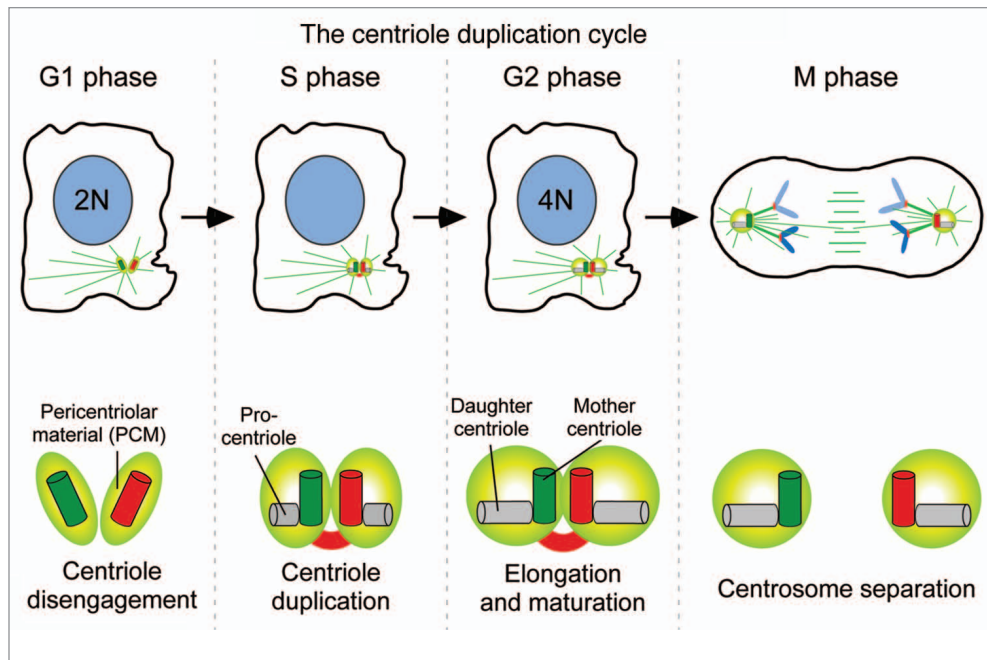 The centriole duplication cycle
G1 phase
S phase
G2 phase
M phase
2N
4N
Pericentriolar
material (PCM)
Pro-
centriole
Daughter
centriole
Mother
centriole
Centriole
disengagement
Centriole
duplication
Elongation
and maturation
Centrosome separation